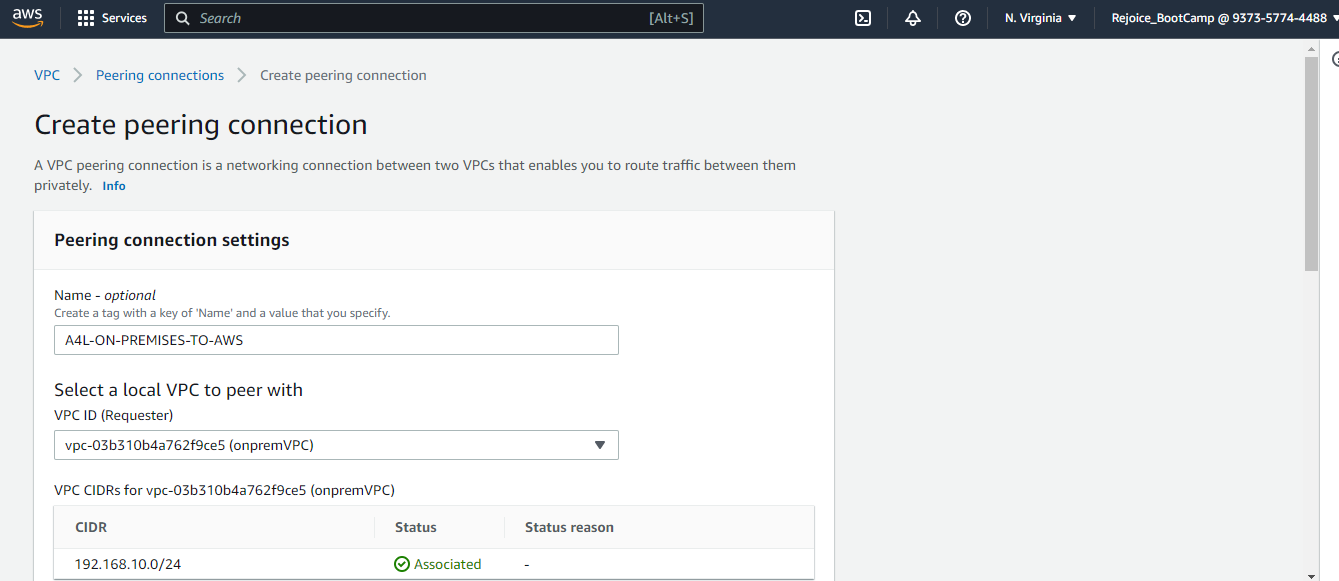 aws Services Search [Alt+S] N. Virginia Rejoice_BootCamp @ 9373-5774-4488
VPC Peering connections Create peering connection
Create peering connection
A VPC peering connection is a networking connection between two VPCs that enables you to route traffic between them
privately. Info
Peering connection settings
Name - optional
Create a tag with a key of 'Name' and a value that you specify.
A4L-ON-PREMISES-TO-AWS
Select a local VPC to peer with
VPC ID (Requester)
vpc-03b310b4a762f9ce5 (onpremVPC)
VPC CIDRs for vpc-03b310b4a762f9ce5 (onpremVPC)
CIDR Status Status reason
192.168.10.0/24 Associated -